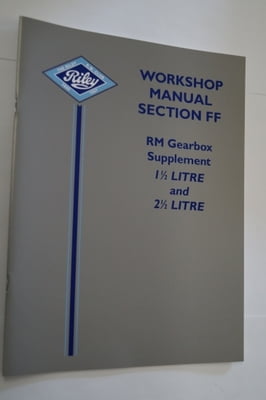 Riley
WORKSHOP
MANUAL
SECTION FF
RM Gearbox
Supplement
1½ LITRE
and
2½ LITRE